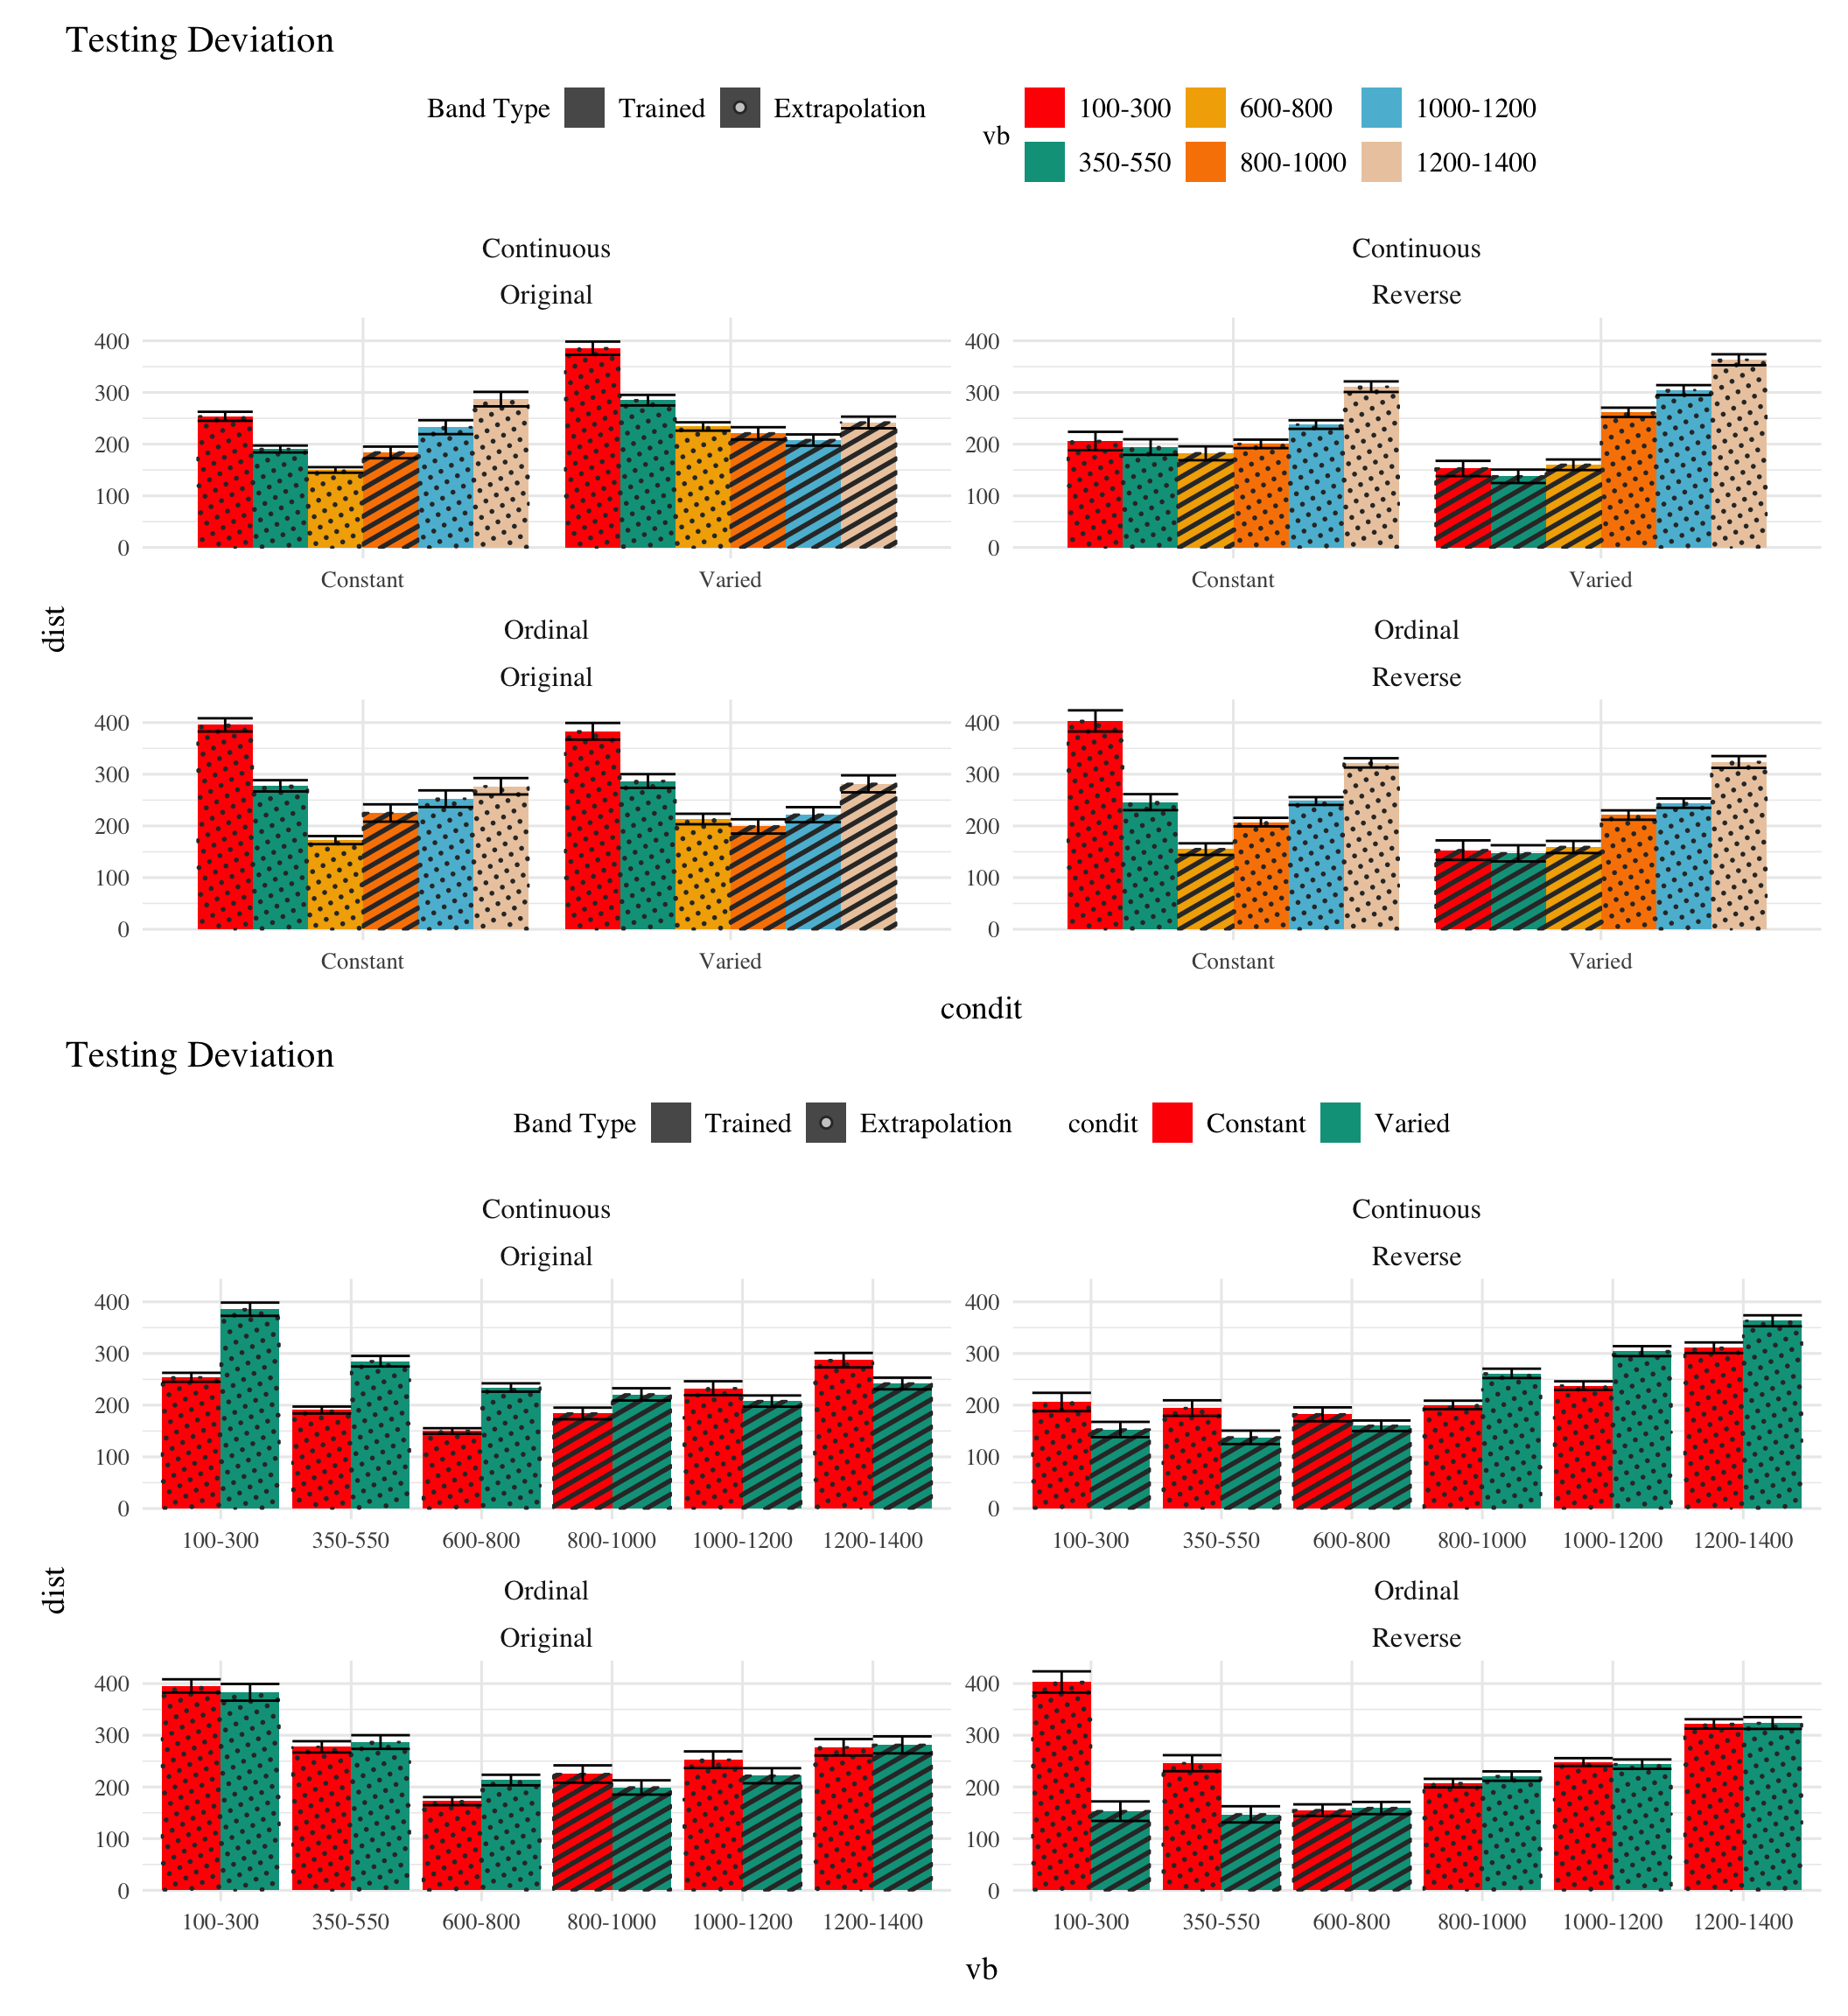 Testing Deviation
Band Type Trained Extrapolation
vb 100-300 600-800 1000-1200
350-550 800-1000 1200-1400
Continuous Continuous
Original Reverse
400 400
300 300
200 200
100 100
0 0
Constant Varied Constant Varied
dist
Ordinal Ordinal
Original Reverse
400 400
300 300
200 200
100 100
0 0
Constant Varied Constant Varied
condit
Testing Deviation
Band Type Trained Extrapolation condit Constant Varied
Continuous Continuous
Original Reverse
400 400
300 300
200 200
100 100
0 0
100-300 350-550 600-800 800-1000 1000-1200 1200-1400 100-300 350-550 600-800 800-1000 1000-1200 1200-1400
dist
Ordinal Ordinal
Original Reverse
400 400
300 300
200 200
100 100
0 0
100-300 350-550 600-800 800-1000 1000-1200 1200-1400 100-300 350-550 600-800 800-1000 1000-1200 1200-1400
vb